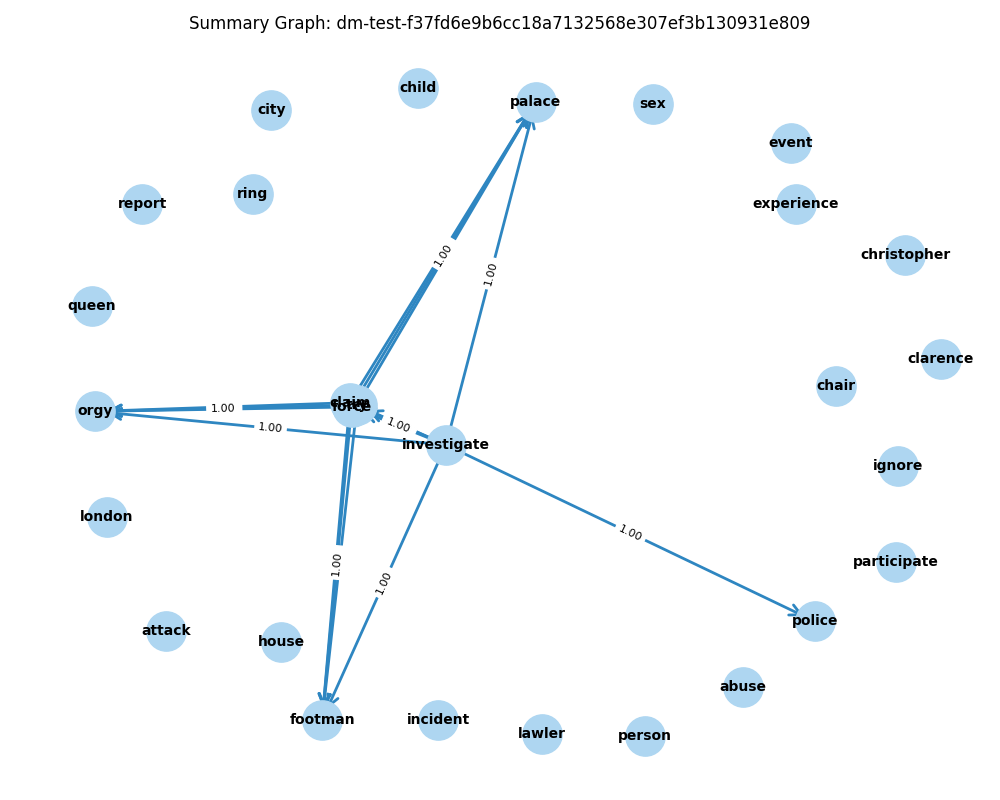 Summary Graph: dm-test-f37fd6e9b6cc18a7132568e307ef3b130931e809
child
palace
sex
city
event
ring
report
experience
christopher
1.00
1.00
queen
clarence
chair
claim
force
orgy
1.00
1.00
1.00
investigate
ignore
london
1.00
participate
1.00
1.00
police
attack
house
abuse
footman
incident
lawler
person